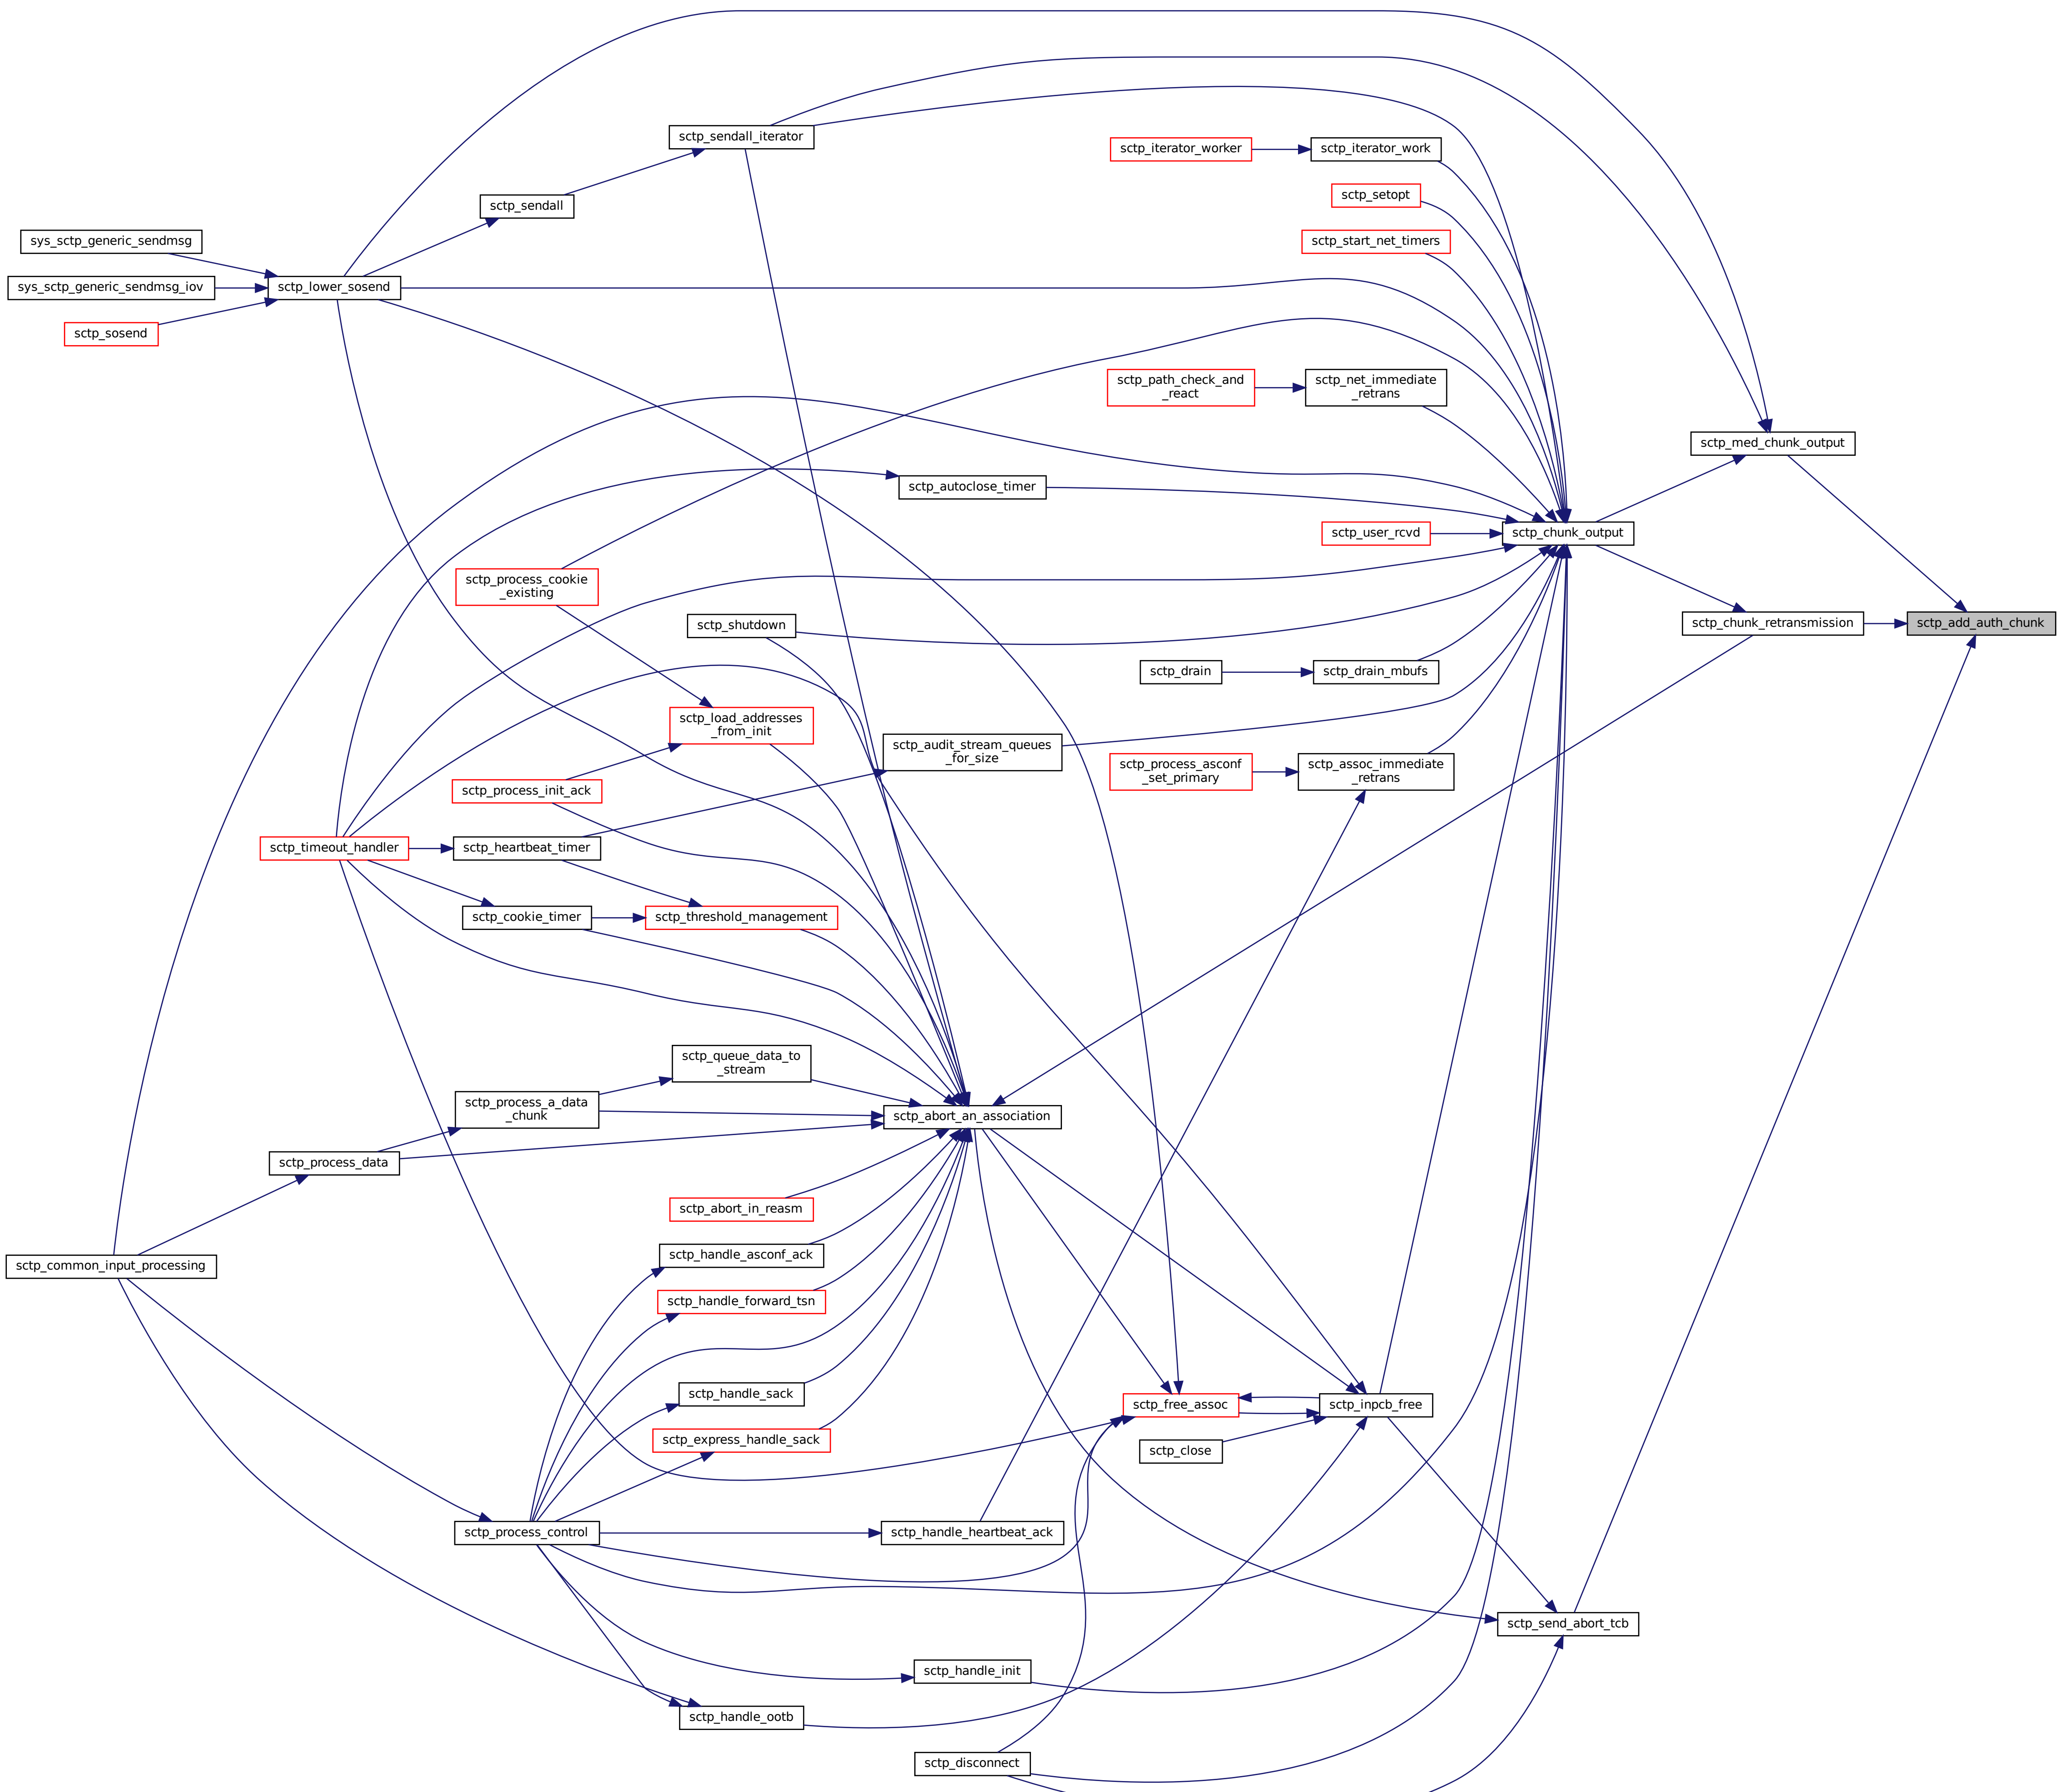 sctp_sendall_iterator
sctp_iterator_worker
sctp_iterator_work
sctp_setopt
sctp_sendall
sys_sctp_generic_sendmsg
sctp_start_net_timers
sys_sctp_generic_sendmsg_iov
sctp_lower_sosend
sctp_sosend
sctp_path_check_and
_react
sctp_net_immediate
_retrans
sctp_med_chunk_output
sctp_autoclose_timer
sctp_user_rcvd
sctp_chunk_output
sctp_process_cookie
_existing
sctp_shutdown
sctp_chunk_retransmission
sctp_add_auth_chunk
sctp_drain
sctp_drain_mbufs
sctp_load_addresses
_from_init
sctp_audit_stream_queues
_for_size
sctp_process_asconf
_set_primary
sctp_assoc_immediate
_retrans
sctp_process_init_ack
sctp_timeout_handler
sctp_heartbeat_timer
sctp_cookie_timer
sctp_threshold_management
sctp_queue_data_to
_stream
sctp_process_a_data
_chunk
sctp_abort_an_association
sctp_process_data
sctp_abort_in_reasm
sctp_handle_asconf_ack
sctp_common_input_processing
sctp_handle_forward_tsn
sctp_handle_sack
sctp_free_assoc
sctp_inpcb_free
sctp_express_handle_sack
sctp_close
sctp_process_control
sctp_handle_heartbeat_ack
sctp_send_abort_tcb
sctp_handle_init
sctp_handle_ootb
sctp_disconnect